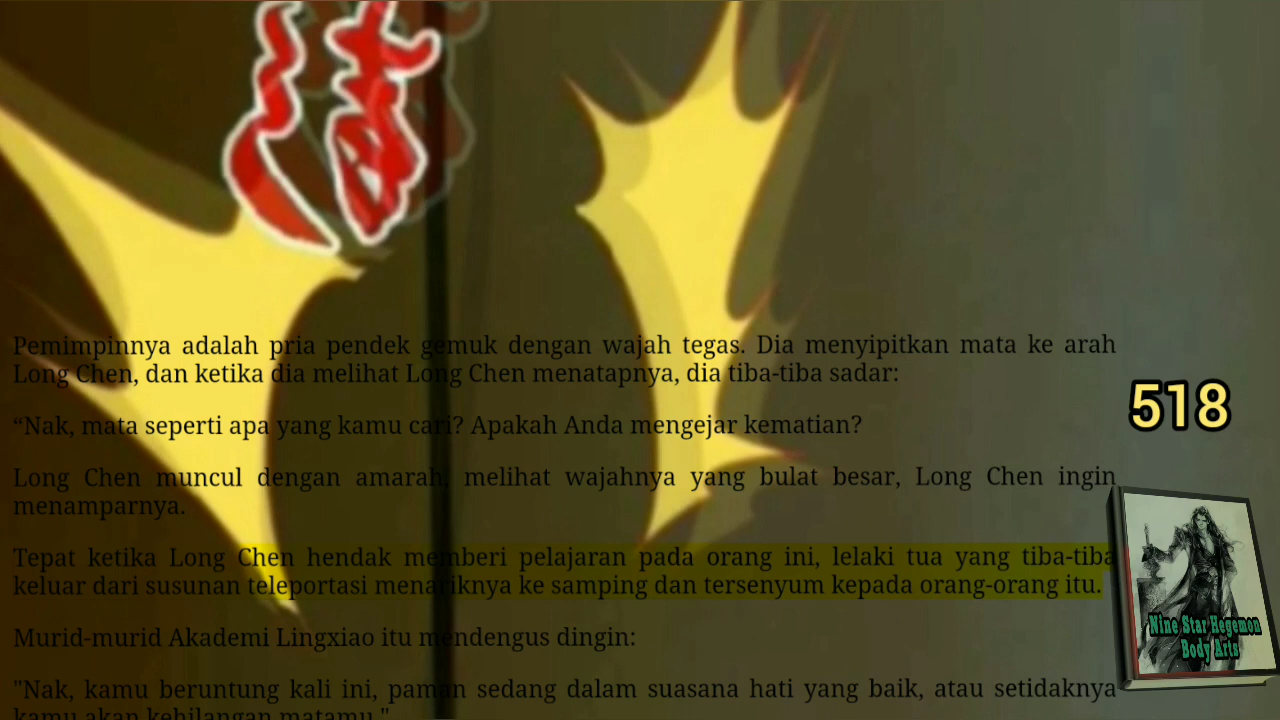 Pemimpinnya adalah pria pendek gemuk dengan wajah tegas. Dia menyipitkan mata ke arah
Long Chen, dan ketika dia melihat Long Chen menatapnya, dia tiba-tiba sadar:
“Nak, mata seperti apa yang kamu cari? Apakah Anda mengejar kematian?
Long Chen muncul dengan amarah, melihat wajahnya yang bulat besar, Long Chen ingin
menamparnya.
Tepat ketika Long Chen hendak memberi pelajaran pada orang ini, lelaki tua yang tiba-tiba
keluar dari susunan teleportasi menariknya ke samping dan tersenyum kepada orang-orang itu.
Murid-murid Akademi Lingxiao itu mendengus dingin:
"Nak, kamu beruntung kali ini, paman sedang dalam suasana hati yang baik, atau setidaknya
kamu akan kehilangan matamu."
518
Nine Star Hegemon
Body Arts